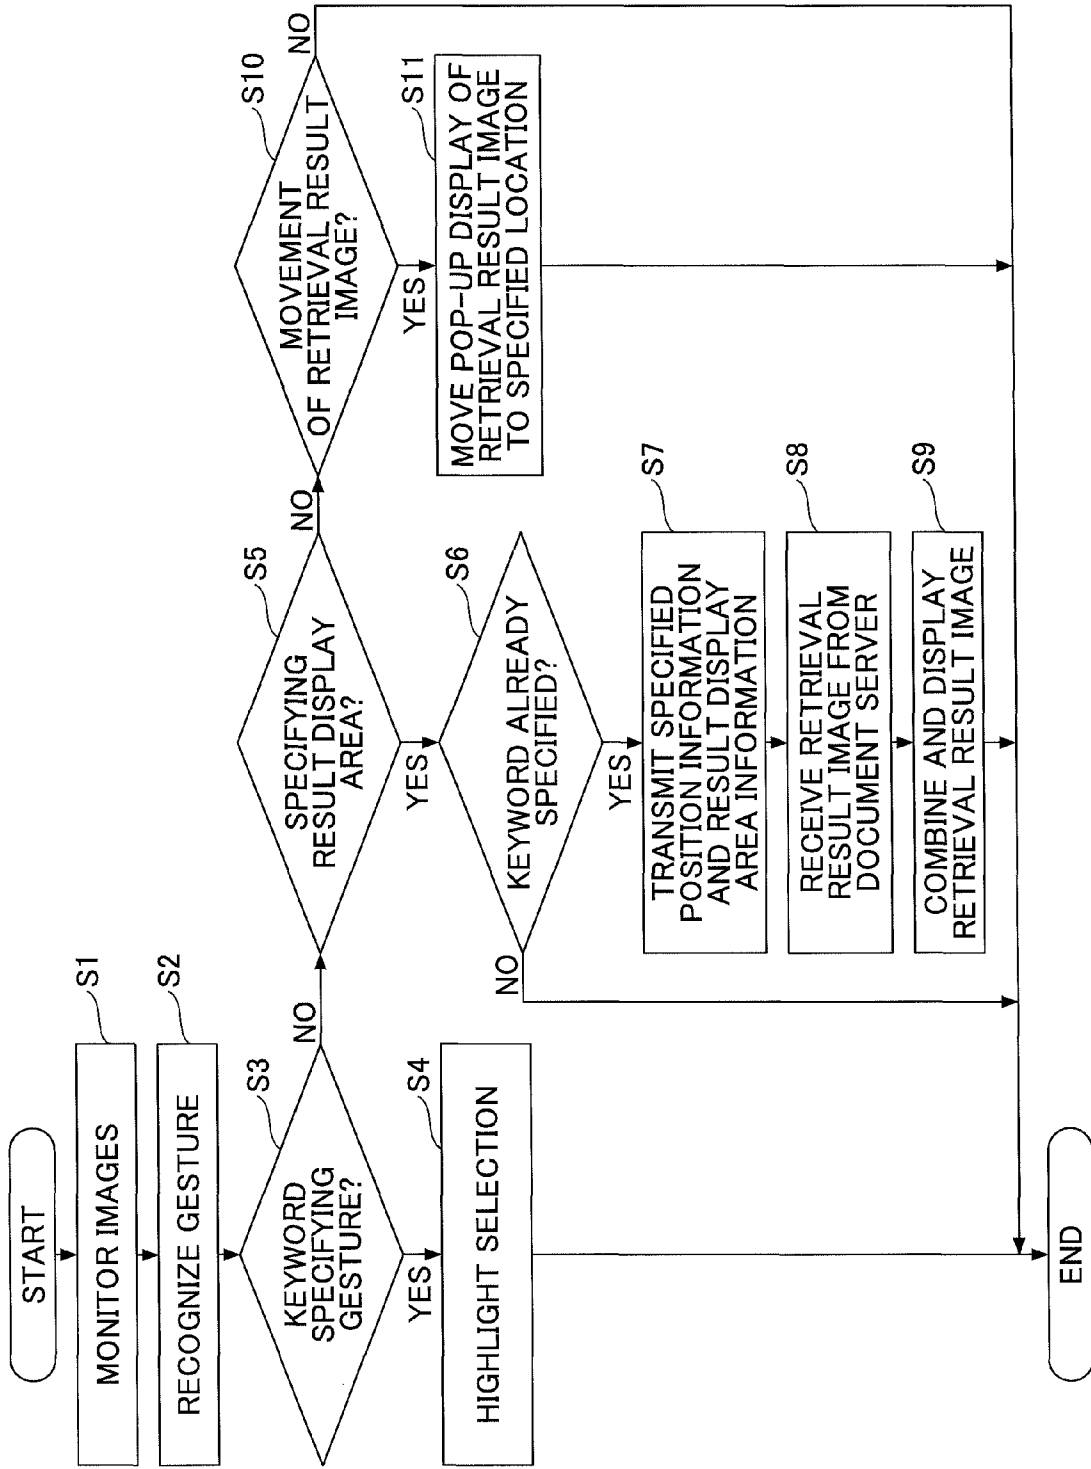 START
MONITOR IMAGES
S1
RECOGNIZE GESTURE
S2
KEYWORD
SPECIFYING
GESTURE?
S3
NO
YES
HIGHLIGHT SELECTION
S4
SPECIFYING
RESULT DISPLAY
AREA?
S5
NO
YES
KEYWORD ALREADY
SPECIFIED?
S6
NO
YES
TRANSMIT SPECIFIED
POSITION INFORMATION
AND RESULT DISPLAY
AREA INFORMATION
S7
RECEIVE RETRIEVAL
RESULT IMAGE FROM
DOCUMENT SERVER
S8
COMBINE AND DISPLAY
RETRIEVAL RESULT IMAGE
S9
MOVEMENT
OF RETRIEVAL RESULT
IMAGE?
S10
NO
YES
MOVE POP-UP DISPLAY OF
RETRIEVAL RESULT IMAGE
TO SPECIFIED LOCATION
S11
END